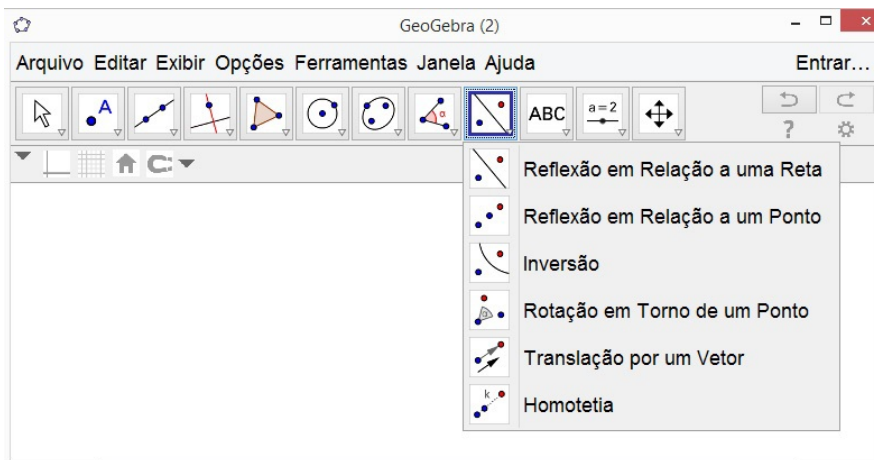 GeoGebra (2)
Arquivo Editar Exibir Opções Ferramentas Janela Ajuda Entrar...
A α ABC a=2 ?
Reflexão em Relação a uma Reta
Reflexão em Relação a um Ponto
Inversão
α Rotação em Torno de um Ponto
Translação por um Vetor
k Homotetia